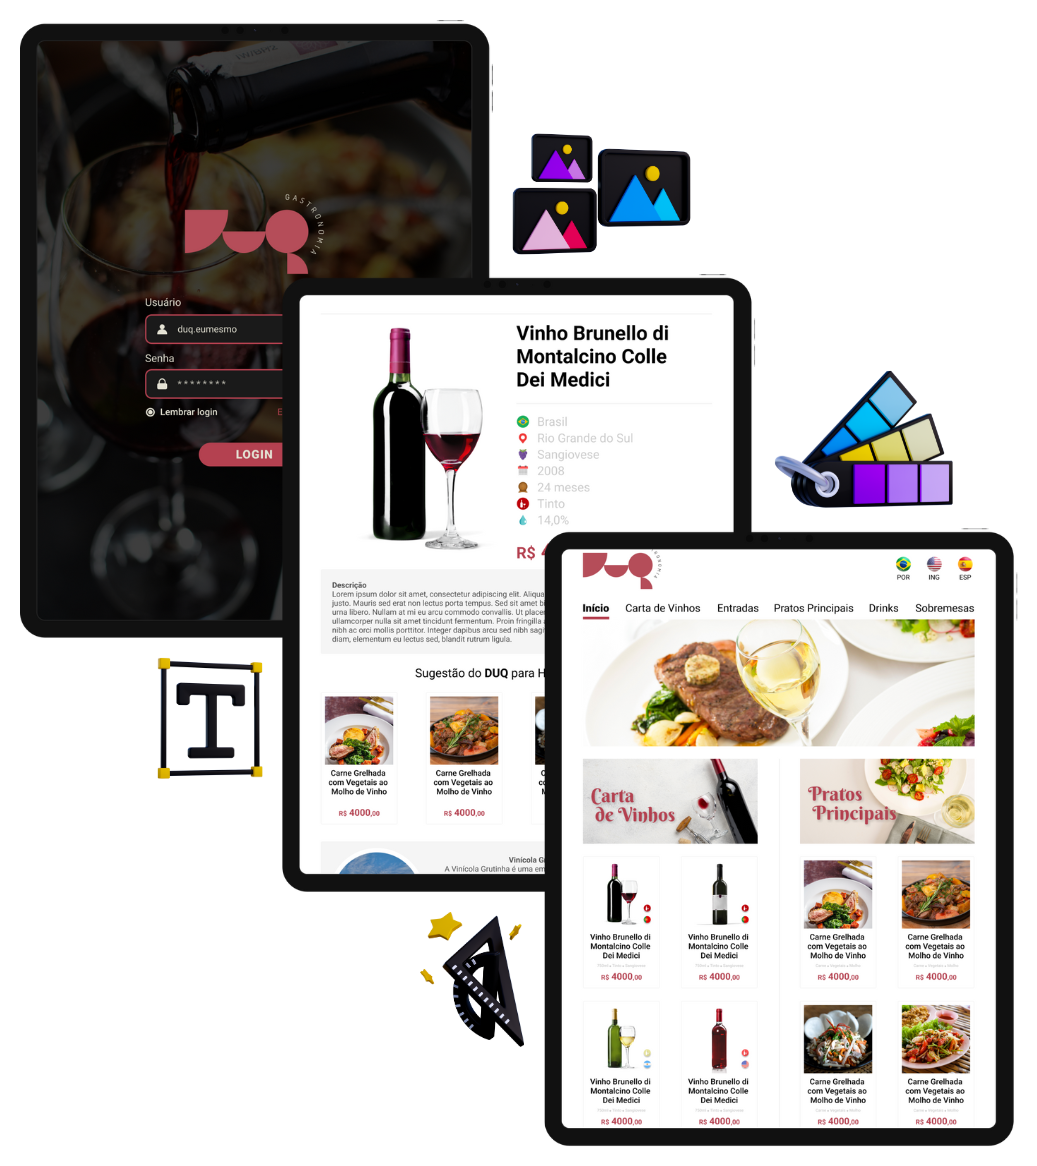 GASTRONOMIA
Usuário
duq.eumesmo
Senha
********
Lembrar login
E
LOGIN
Vinho Brunello di
Montalcino Colle
Dei Medici
Brasil
Rio Grande do Sul
Sangiovese
2008
24 meses
Tinto
14,0%
R$ 4
Descrição
Lorem ipsum dolor sit amet, consectetur adipiscing elit. Aliqua
justo. Mauris sed erat non lectus porta tempus. Sed sit amet
urna libero. Nullam at mi eu arcu commodo convallis. Ut place
ullamcorper nulla sit amet tincidunt fermentum. Proin fringilla
nibh ac orci mollis porttitor. Integer dapibus arcu sed nibh sagi
diam, elementum eu lectus sed, blandit rutrum ligula.
Sugestão do DUQ para H
Carne Grelhada
com Vegetais ao
Molho de Vinho
R$ 4000,00
Carne Grelhada
com Vegetais ao
Molho de Vinho
R$ 4000,00
Vinícola G
A Vinícola Grutinha é uma em
T
POR
ING
ESP
Início
Carta de Vinhos
Entradas
Pratos Principais
Drinks
Sobremesas
Carta
de Vinhos
Pratos
Principais
Vinho Brunello di
Montalcino Colle
Dei Medici
R$ 4000,00
Vinho Brunello di
Montalcino Colle
Dei Medici
R$ 4000,00
Carne Grelhada
com Vegetais ao
Molho de Vinho
R$ 4000,00
Carne Grelhada
com Vegetais ao
Molho de Vinho
R$ 4000,00
Vinho Brunello di
Montalcino Colle
Dei Medici
R$ 4000,00
Vinho Brunello di
Montalcino Colle
Dei Medici
R$ 4000,00
Carne Grelhada
com Vegetais ao
Molho de Vinho
R$ 4000,00
Carne Grelhada
com Vegetais ao
Molho de Vinho
R$ 4000,00